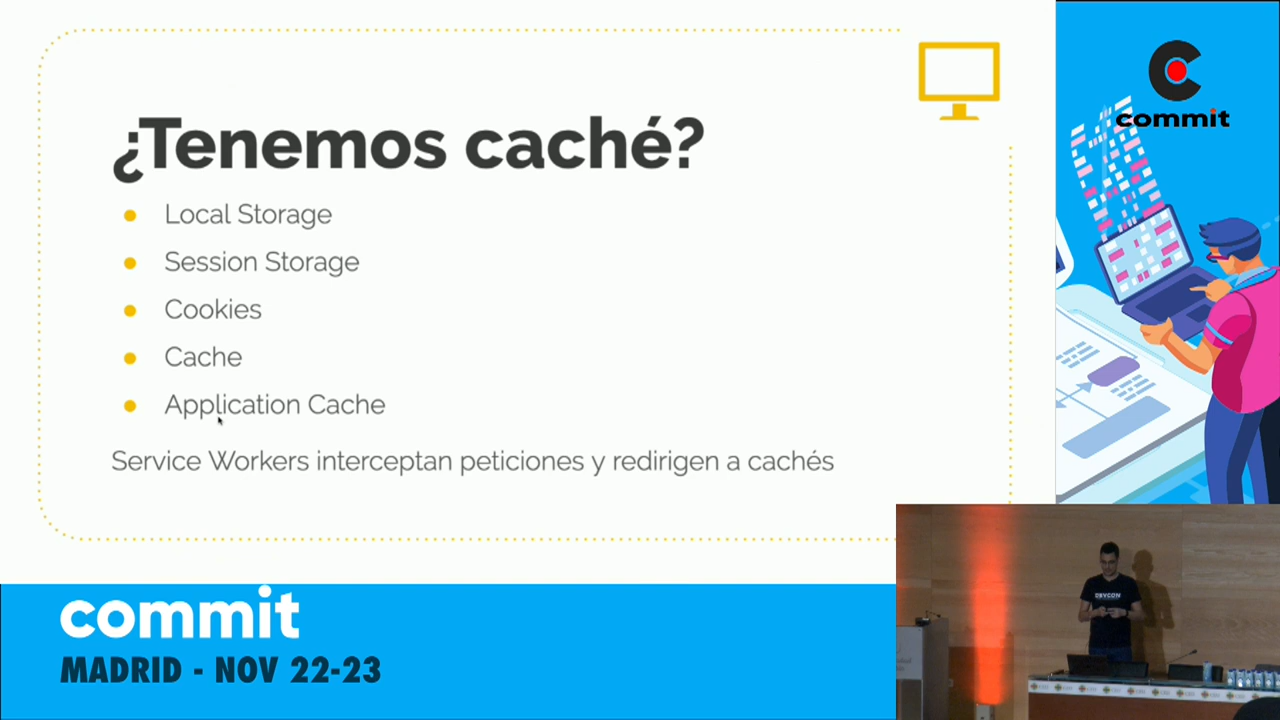 ¿Tenemos caché?
Local Storage
Session Storage
Cookies
Cache
Application Cache
Service Workers interceptan peticiones y redirigen a cachés
commit
commit
MADRID - NOV 22-23